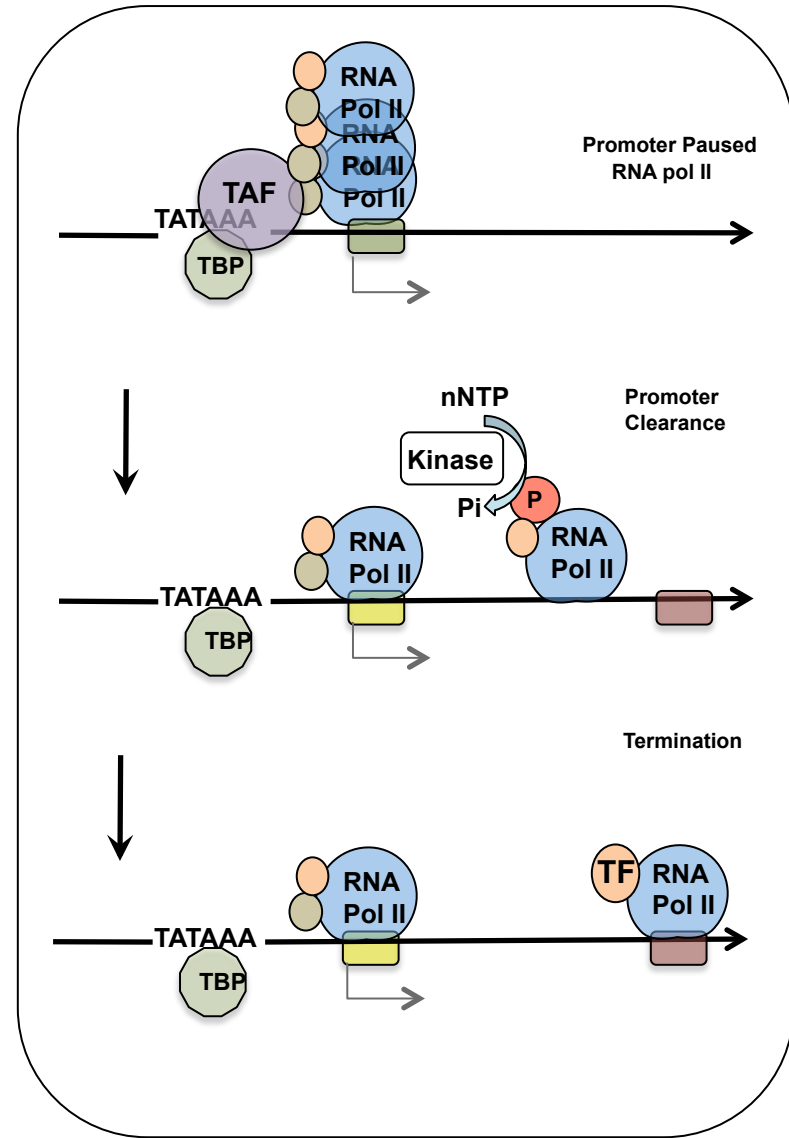 RNA
Pol II
RNA
Pol II
RNA
Pol II
Promoter Paused
RNA pol II
TAF
TATAAA
TBP
nNTP
Promoter
Clearance
Kinase
P
Pi
RNA
Pol II
RNA
Pol II
TATAAA
TBP
Termination
TF
RNA
Pol II
RNA
Pol II
TATAAA
TBP